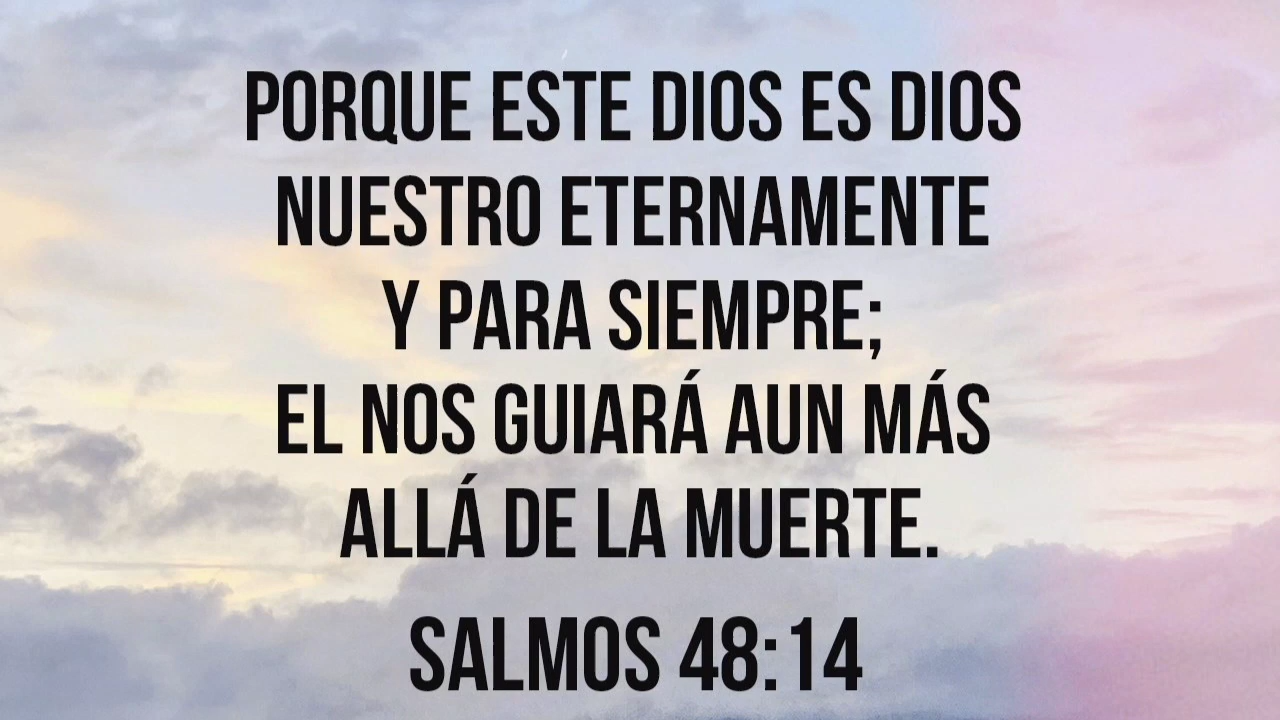 PORQUE ESTE DIOS ES DIOS
NUESTRO ETERNAMENTE
Y PARA SIEMPRE;
EL NOS GUIARÁ AUN MÁS
ALLÁ DE LA MUERTE.
SALMOS 48:14